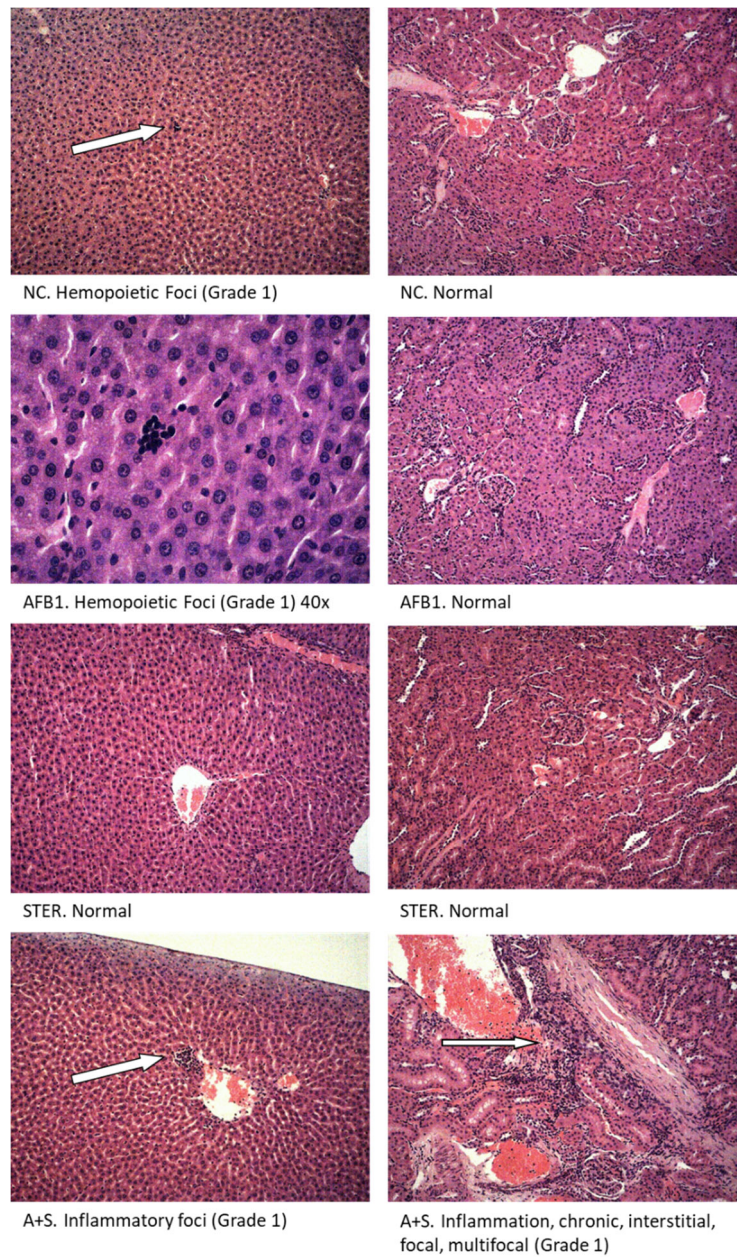 NC. Hemopoietic Foci (Grade 1)
NC. Normal
AFB1. Hemopoietic Foci (Grade 1) 40x
AFB1. Normal
STER. Normal
STER. Normal
A+S. Inflammatory foci (Grade 1)
A+S. Inflammation, chronic, interstitial,
focal, multifocal (Grade 1)